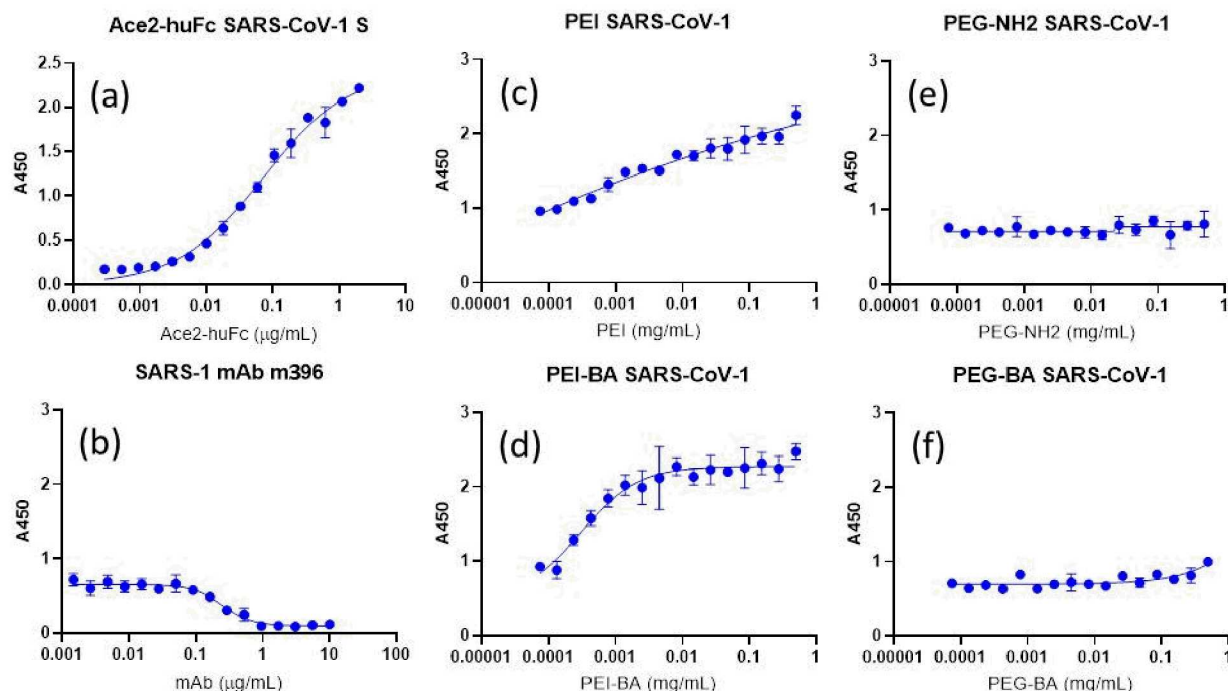 Ace2-huFc SARS-CoV-1 S
(a)
A450
2.5
2.0
1.5
1.0
0.5
0.0
0.0001 0.001 0.01 0.1 1 10
Ace2-huFc (μg/mL)
PEI SARS-CoV-1
(c)
A450
3
2
1
0
0.00001 0.0001 0.001 0.01 0.1 1
PEI (mg/mL)
PEG-NH2 SARS-CoV-1
(e)
A450
3
2
1
0
0.00001 0.0001 0.001 0.01 0.1 1
PEG-NH2 (mg/mL)
SARS-1 mAb m396
(b)
A450
3
2
1
0
0.001 0.01 0.1 1 10 100
mAb (μg/mL)
PEI-BA SARS-CoV-1
(d)
A450
3
2
1
0
0.00001 0.0001 0.001 0.01 0.1 1
PEI-BA (mg/mL)
PEG-BA SARS-CoV-1
(f)
A450
3
2
1
0
0.00001 0.0001 0.001 0.01 0.1 1
PEG-BA (mg/mL)